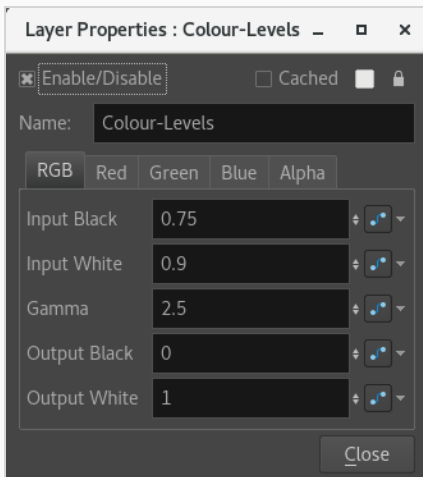 Layer Properties : Colour-Levels
Enable/Disable Cached
Name: Colour-Levels
RGB Red Green Blue Alpha
Input Black 0.75
Input White 0.9
Gamma 2.5
Output Black 0
Output White 1
Close